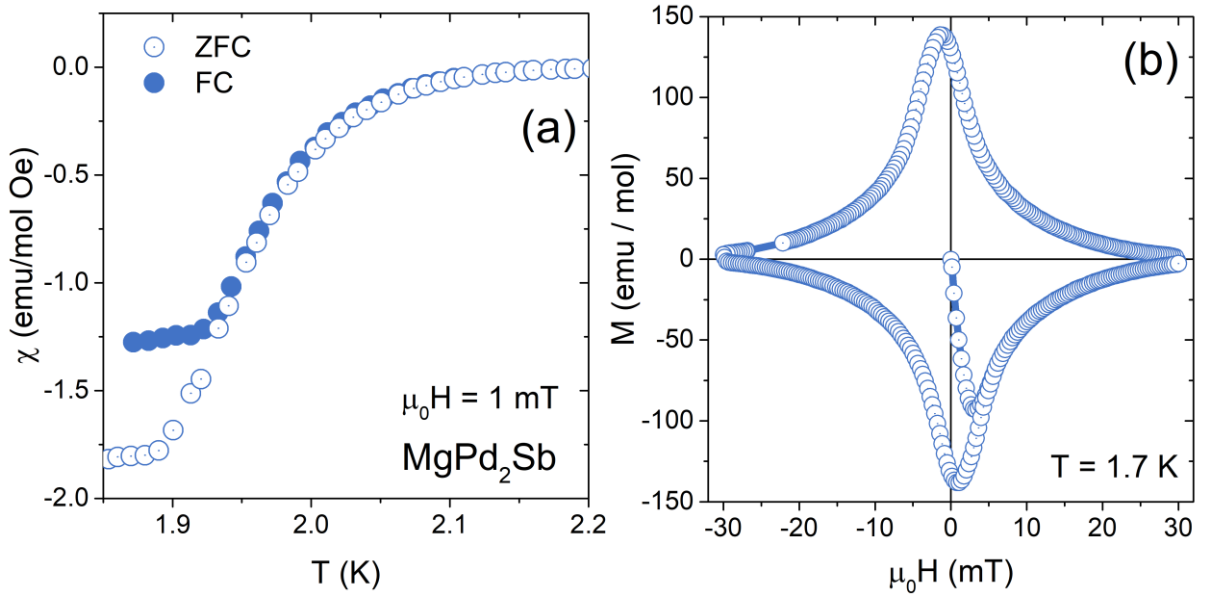 ZFC
FC
(a)
0.0
-0.5
-1.0
-1.5
-2.0
χ (emu/mol Oe)
μ₀H = 1 mT
MgPd₂Sb
1.9
2.0
2.1
2.2
T (K)
(b)
150
100
50
0
-50
-100
-150
M (emu / mol)
T = 1.7 K
-30
-20
-10
0
10
20
30
μ₀H (mT)